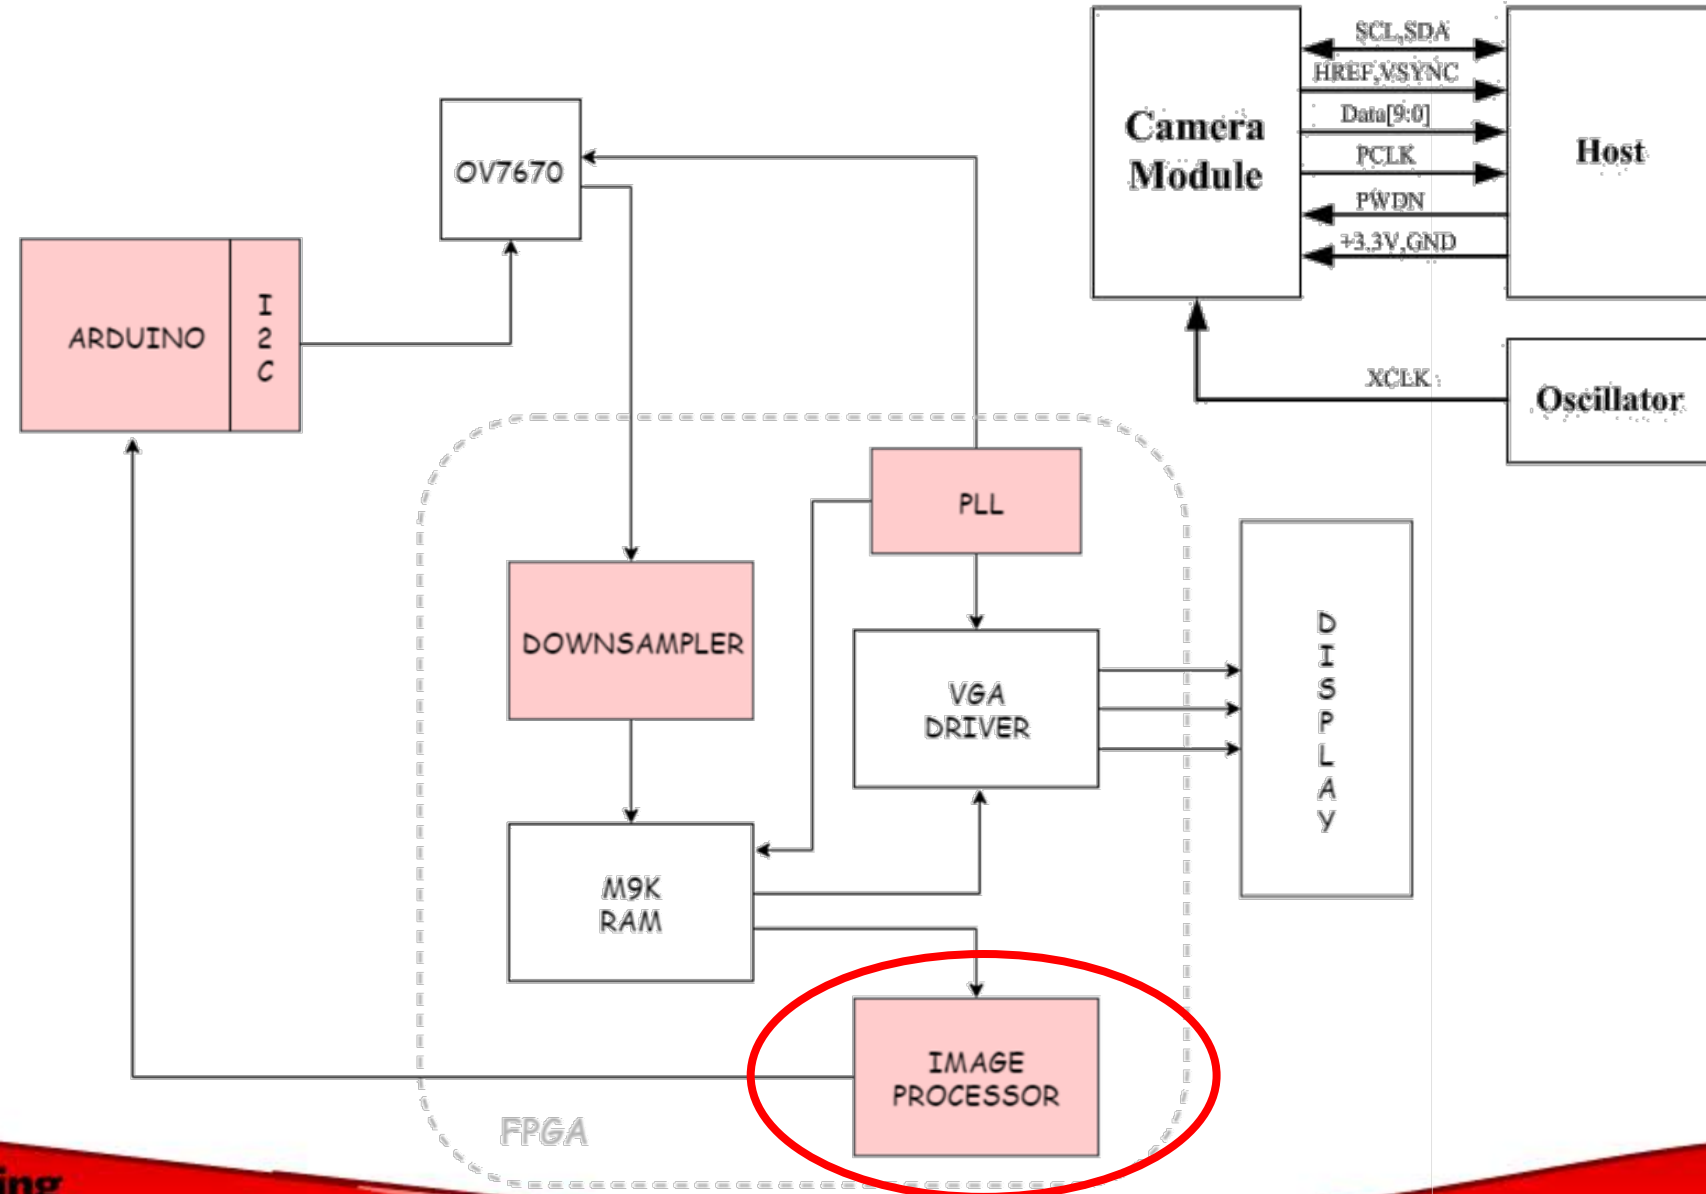 SCL,SDA
HREF,VSYNC
Data[9:0]
PCLK
PWDN
+3.3V,GND
Camera
Module
Host
XCLK
Oscillator
OV7670
ARDUINO
I
2
C
PLL
DOWNSAMPLER
VGA
DRIVER
D
I
S
P
L
A
Y
M9K
RAM
IMAGE
PROCESSOR
FPGA
ing